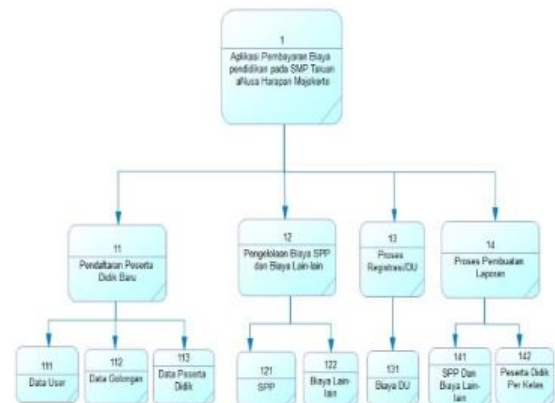 1
Aplikasi Pembayaran Biaya
pendidikan pada SMP Taruan
aNusa Harapan Mojokerto
11
Pendaftaran Peserta
Didik Baru
12
Pengelolaan Biaya SPP
dan Biaya Lain-lain
13
Proses
Registrasi/DU
14
Proses Pembuatan
Laporan
111
Data User
112
Data Golongan
113
Data Peserta
Didik
121
SPP
122
Biaya Lain-
lain
131
Biaya DU
141
SPP Dan
Biaya Lain-
lain
142
Peserta Didik
Per Kelas